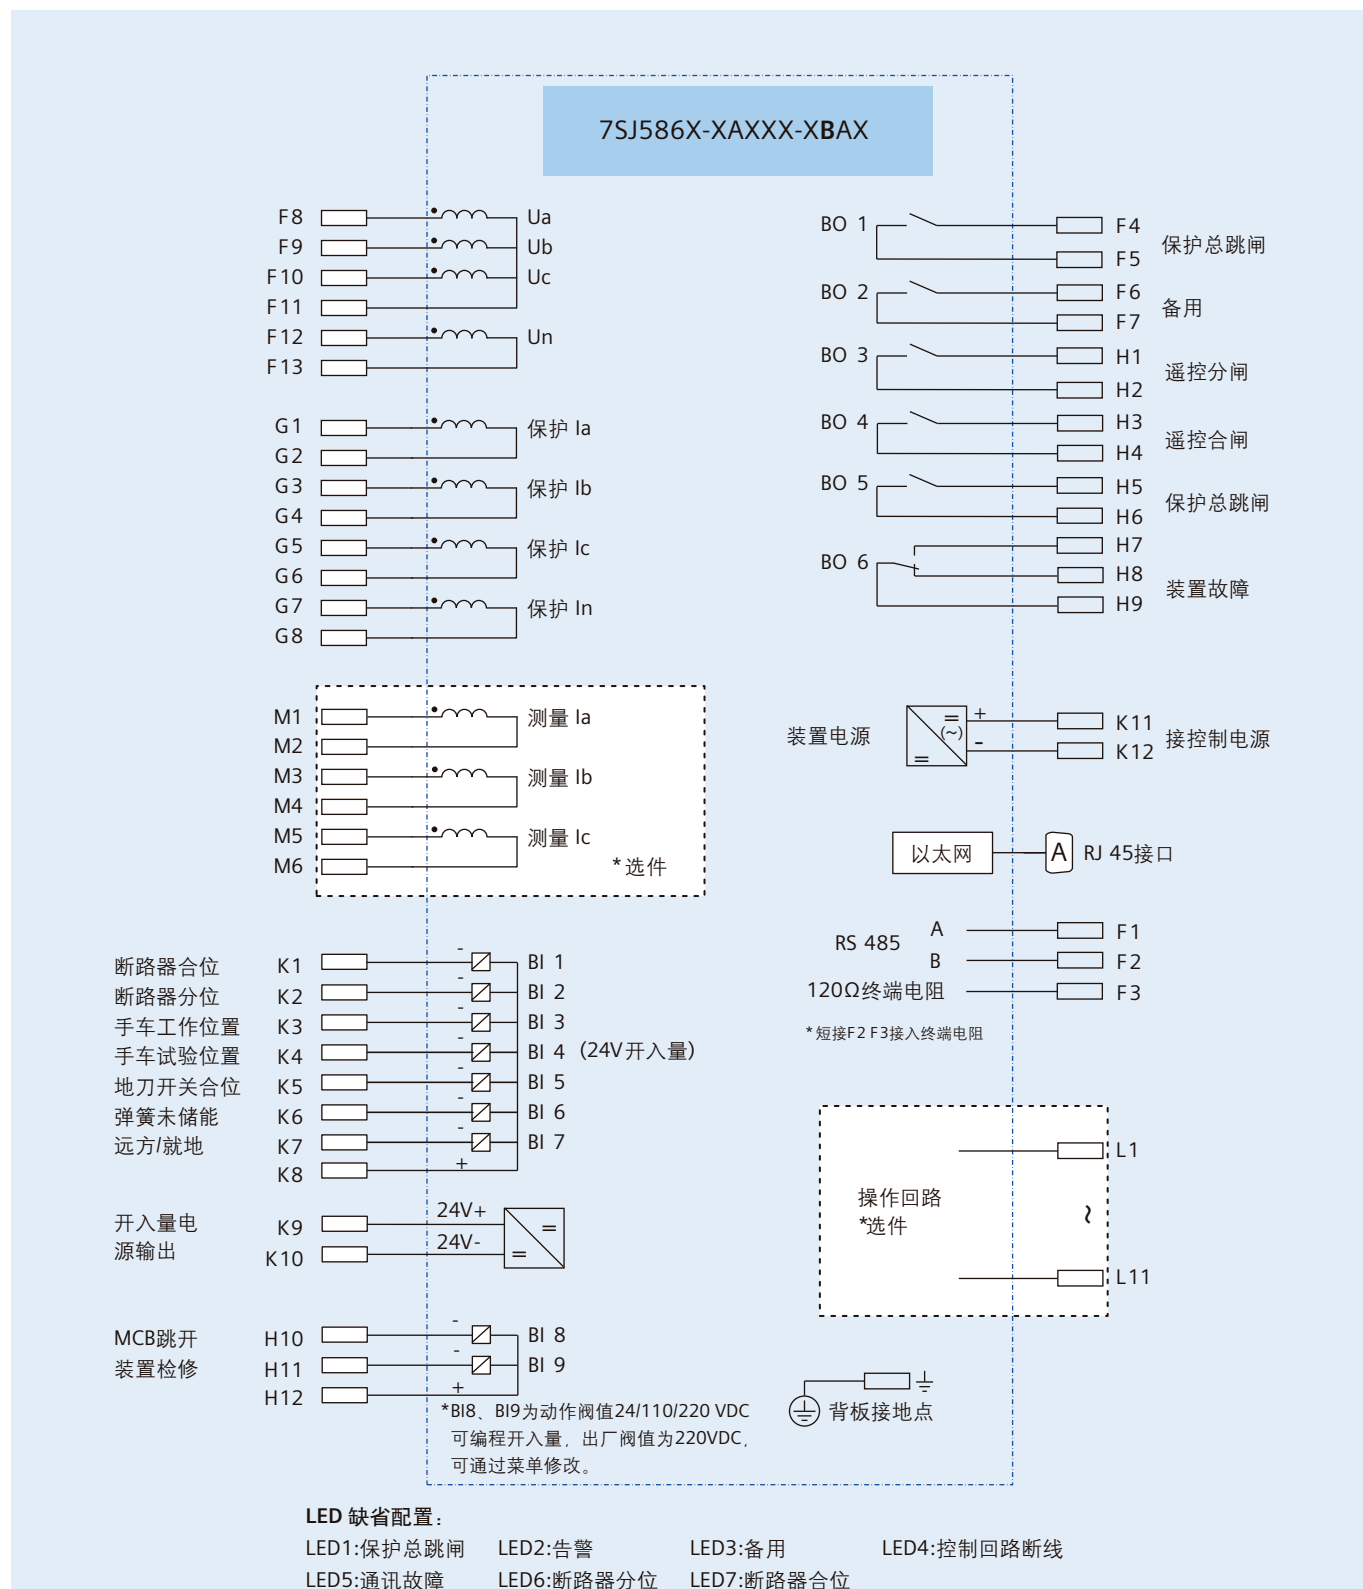 7SJ586X-XAXXX-XBAX
F8 Ua
F9 Ub
F10 Uc
F11
F12 Un
F13
G1 保护 Ia
G2
G3 保护 Ib
G4
G5 保护 Ic
G6
G7 保护 In
G8
M1 测量 Ia
M2
M3 测量 Ib
M4
M5 测量 Ic
M6 *选件
断路器合位 K1 - BI 1
断路器分位 K2 - BI 2
手车工作位置 K3 - BI 3
手车试验位置 K4 - BI 4 (24V开入量)
地刀开关合位 K5 - BI 5
弹簧未储能 K6 - BI 6
远方/就地 K7 - BI 7
K8 +
开入量电
源输出
K9 24V+ =
K10 24V- =
MCB跳开 H10 - BI 8
装置检修 H11 - BI 9
H12 +
*BI8、BI9为动作阀值24/110/220 VDC
可编程开入量，出厂阀值为220VDC，
可通过菜单修改。
BO 1 F4
F5
保护总跳闸
BO 2 F6
F7
备用
BO 3 H1
H2
遥控分闸
BO 4 H3
H4
遥控合闸
BO 5 H5
H6
保护总跳闸
BO 6 H7
H8
H9
装置故障
装置电源 = (~) = + K11
- K12
接控制电源
以太网 A RJ 45接口
RS 485 A F1
B F2
120Ω终端电阻 F3
*短接F2 F3接入终端电阻
L1
操作回路
*选件
~
L11
背板接地点
LED 缺省配置：
LED1:保护总跳闸 LED2:告警 LED3:备用 LED4:控制回路断线
LED5:通讯故障 LED6:断路器分位 LED7:断路器合位